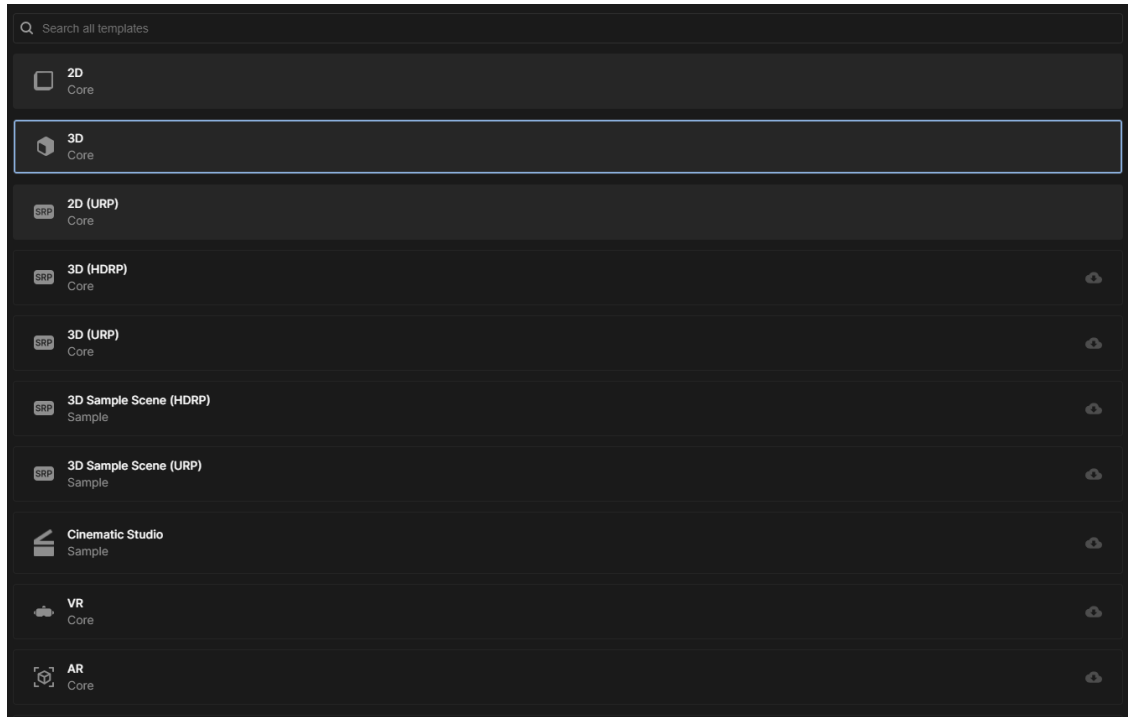 Search all templates
2D
Core
3D
Core
SRP
2D (URP)
Core
SRP
3D (HDRP)
Core
SRP
3D (URP)
Core
SRP
3D Sample Scene (HDRP)
Sample
SRP
3D Sample Scene (URP)
Sample
Cinematic Studio
Sample
VR
Core
AR
Core